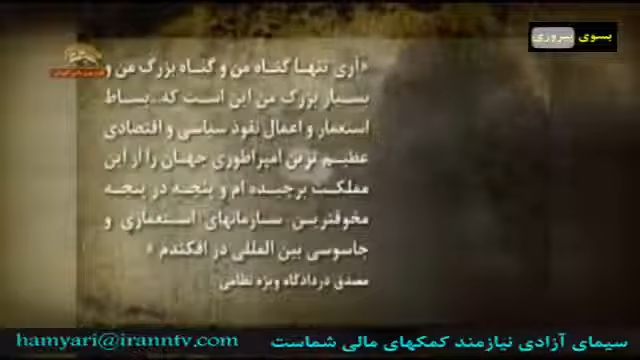 بسوی پیروزی
«آری تنها گناه من و گناه بزرگ من و
بسیار بزرگ من این است که بساط
استعمار و اعمال نفوذ سیاسی و اقتصادی
عظیم ترین امپراطوری جهان را از این
مملکت برچیده ام و پنجه در پنجه
مخوفترین سازمانهای استعماری و
جاسوسی بین المللی در افکندم»
مصدق دردادگاه ویژه نظامی
سیمای آزادی نیازمند کمکهای مالی شماست hamyari@iranntv.com